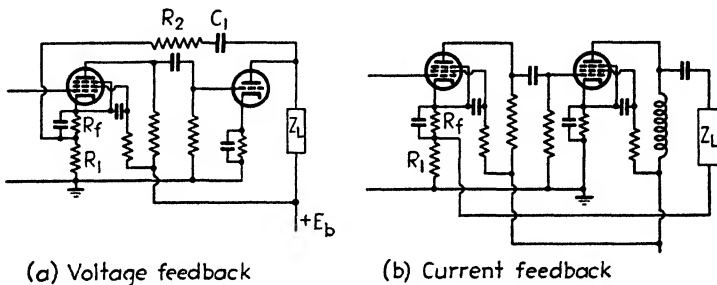 R2 C1
Rf
R1
ZL
+Eb
(a) Voltage feedback
Rf
R1
ZL
(b) Current feedback